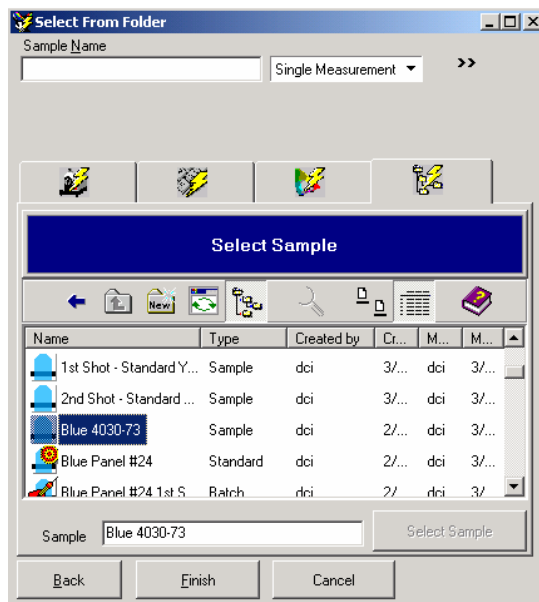 Select From Folder
Sample Name
Single Measurement >>
Select Sample
New
Name Type Created by Cr... M... M...
1st Shot - Standard Y... Sample dci 3/... dci 3/...
2nd Shot - Standard ... Sample dci 3/... dci 3/...
Blue 4030-73 Sample dci 2/... dci 3/...
Blue Panel #24 Standard dci 2/... dci 3/...
Blue Panel #24 1st S Batch dci 2/ dci 3/
Sample Blue 4030-73 Select Sample
Back Finish Cancel